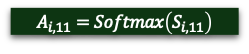 A_{i,11} = Softmax(S_{i,11})